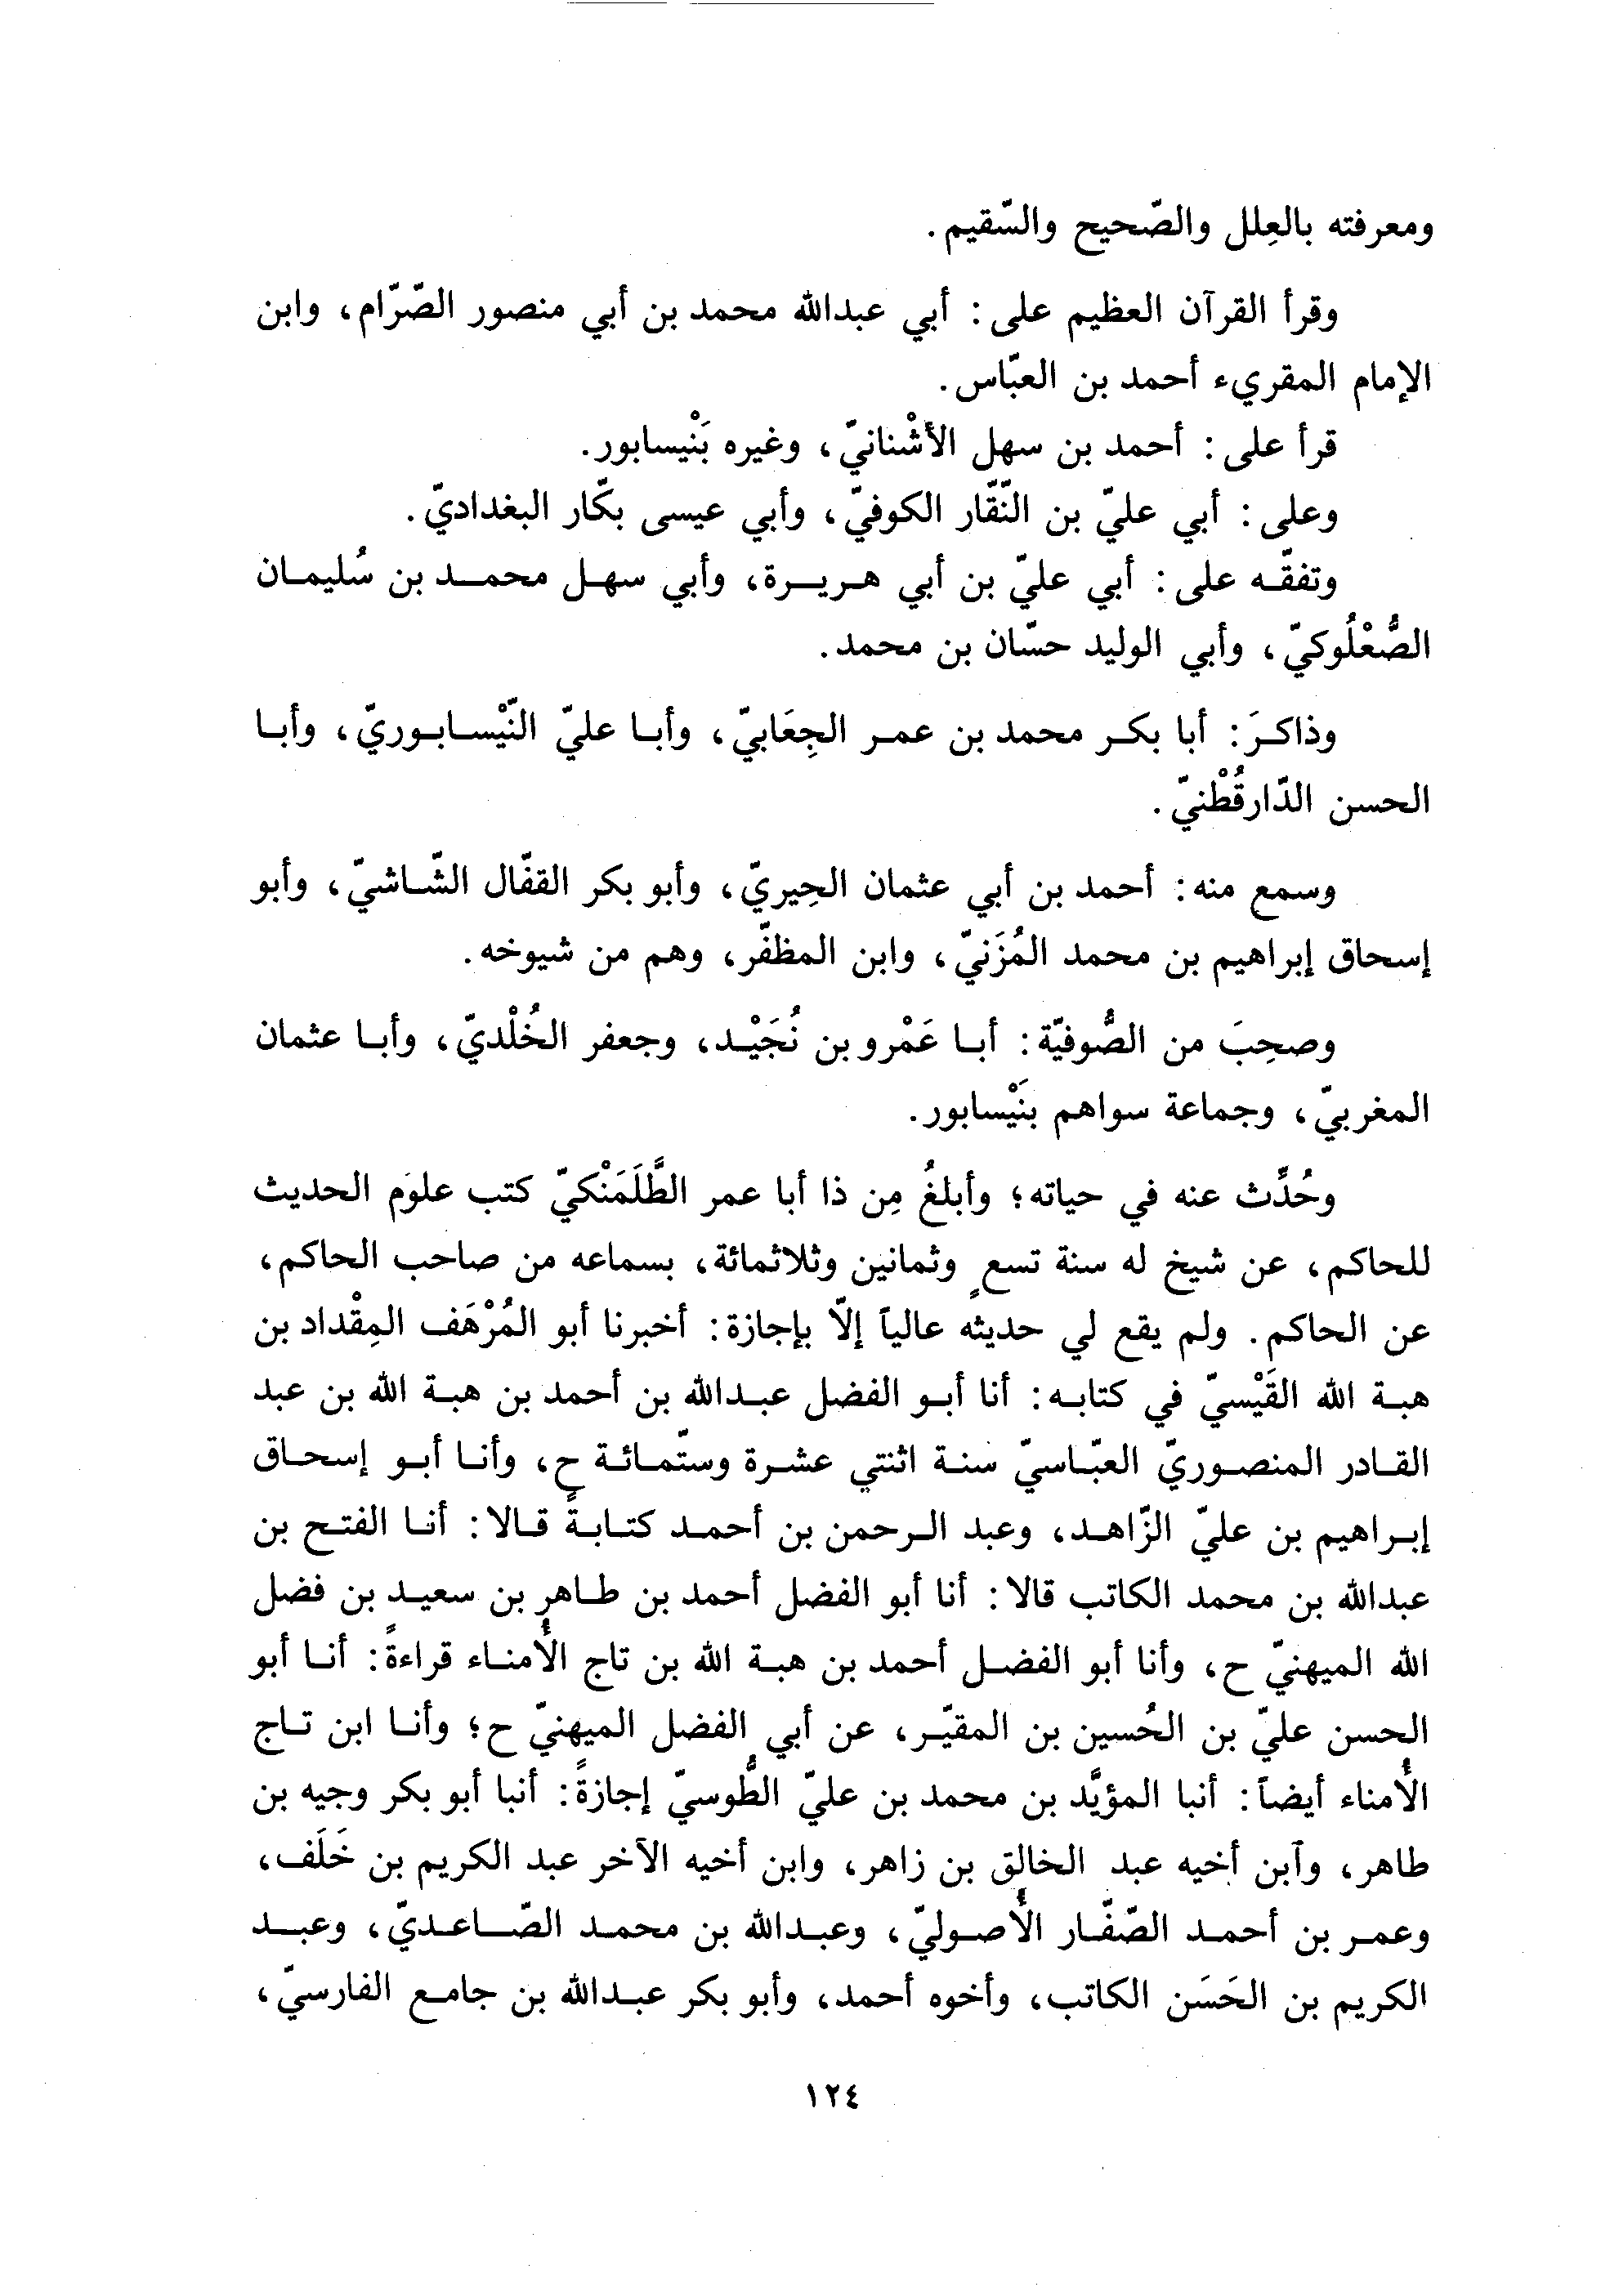 ومعرفته بالعِلل والصّحيح والسّقيم.
وقرأ القرآن العظيم على: أبي عبدالله محمد بن أبي منصور الصّرّام، وابن
الإمام المقريء أحمد بن العبّاس.
قرأ على: أحمد بن سهل الأشْنانيّ، وغيره بَنْيسابور.
وعلى: أبي عليّ بن النّقّار الكوفيّ، وأبي عيسى بكّار البغداديّ.
وتفقّه على: أبي عليّ بن أبي هريرة، وأبي سهل محمد بن سُليمان
الصُّعْلُوكيّ، وأبي الوليد حسّان بن محمد.
وذاكرَ: أبا بكر محمد بن عمر الجِعَابيّ، وأبا عليّ النَّيْسابوريّ، وأبا
الحسن الدّارقُطْنيّ.
وسمع منه: أحمد بن أبي عثمان الحِيريّ، وأبو بكر القفّال الشّاشيّ، وأبو
إسحاق إبراهيم بن محمد المُزَنيّ، وابن المظفّر، وهم من شيوخه.
وصحِبَ من الصُّوفيّة: أبا عَمْرو بن نُجَيْد، وجعفر الخُلْديّ، وأبا عثمان
المغربيّ، وجماعة سواهم بنَيْسابور.
وحُدِّث عنه في حياته؛ وأبلغُ مِن ذا أبا عمر الطَّلَمَنْكيّ كتب علوم الحديث
للحاكم، عن شيخ له سنة تسعٍ وثمانين وثلاثمائة، بسماعه من صاحب الحاكم،
عن الحاكم. ولم يقع لي حديثه عالياً إلاّ بإجازة: أخبرنا أبو المُرْهَف المِقْداد بن
هبة الله القَيْسيّ في كتابه: أنا أبو الفضل عبدالله بن أحمد بن هبة الله بن عبد
القادر المنصوريّ العبّاسيّ سنة اثنتي عشرة وستّمائة ح، وأنا أبو إسحاق
إبراهيم بن عليّ الزّاهد، وعبد الرحمن بن أحمد كتابةً قالا: أنا الفتح بن
عبدالله بن محمد الكاتب قالا: أنا أبو الفضل أحمد بن طاهر بن سعيد بن فضل
الله الميهنيّ ح، وأنا أبو الفضل أحمد بن هبة الله بن تاج الأُمناء قراءةً: أنا أبو
الحسن عليّ بن الحُسين بن المقيّر، عن أبي الفضل الميهنيّ ح؛ وأنا ابن تاج
الأُمناء أيضاً: أنبا المؤيَّد بن محمد بن عليّ الطُّوسيّ إجازةً: أنبا أبو بكر وجيه بن
طاهر، وآبن أخيه عبد الخالق بن زاهر، وابن أخيه الآخر عبد الكريم بن خَلَف،
وعمر بن أحمد الصّفّار الأُصوليّ، وعبدالله بن محمد الصّاعديّ، وعبد
الكريم بن الحَسَن الكاتب، وأخوه أحمد، وأبو بكر عبدالله بن جامع الفارسيّ،
١٢٤